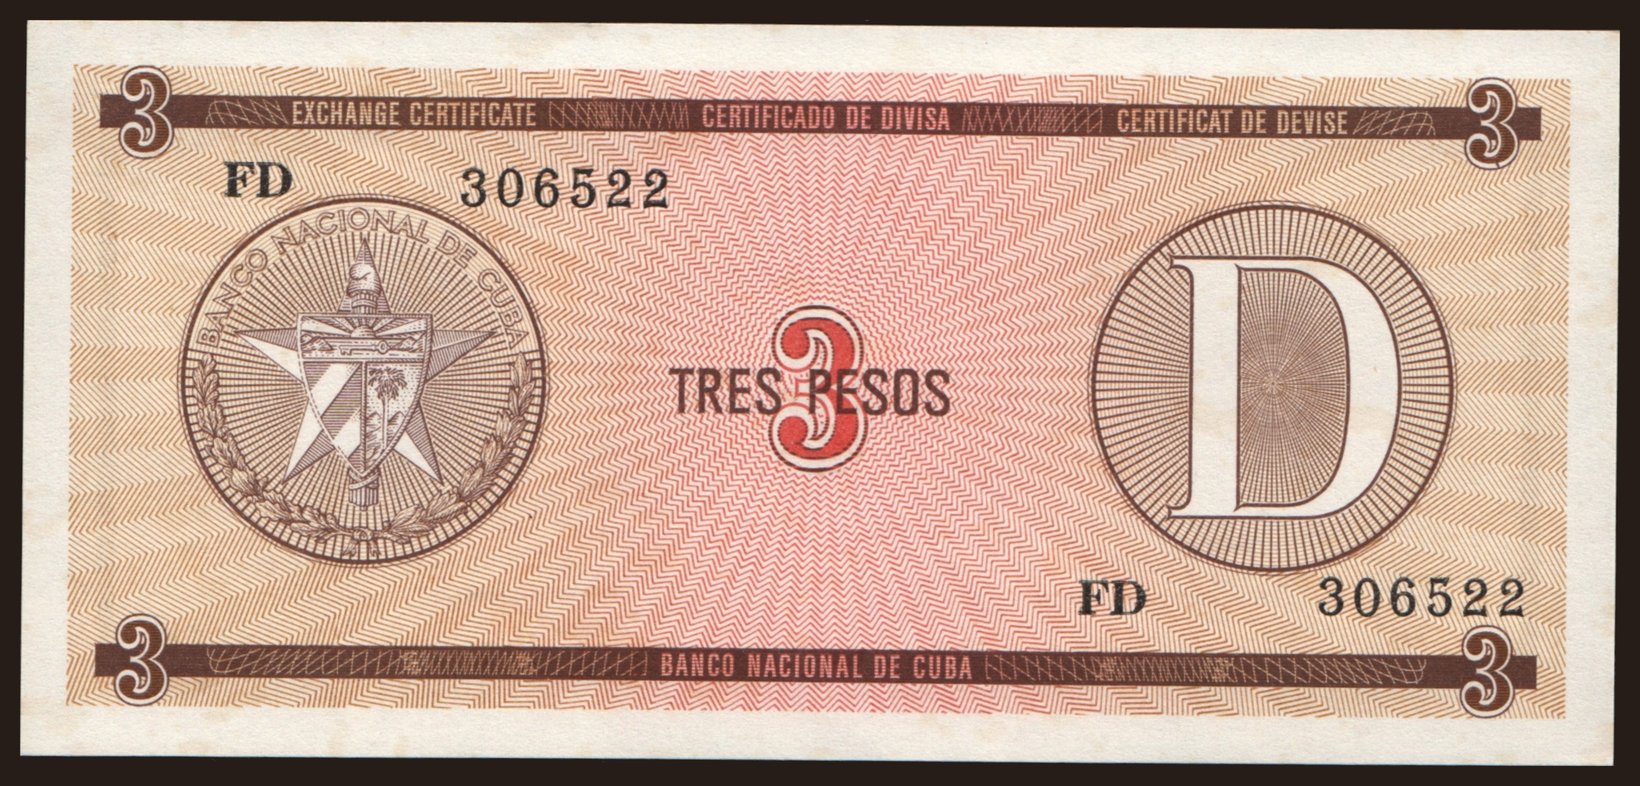 3 EXCHANGE CERTIFICATE CERTIFICADO DE DIVISA CERTIFICAT DE DEVISE 3
FD 306522
BANCO NACIONAL DE CUBA
3
TRES PESOS
D
FD 306522
3 BANCO NACIONAL DE CUBA 3